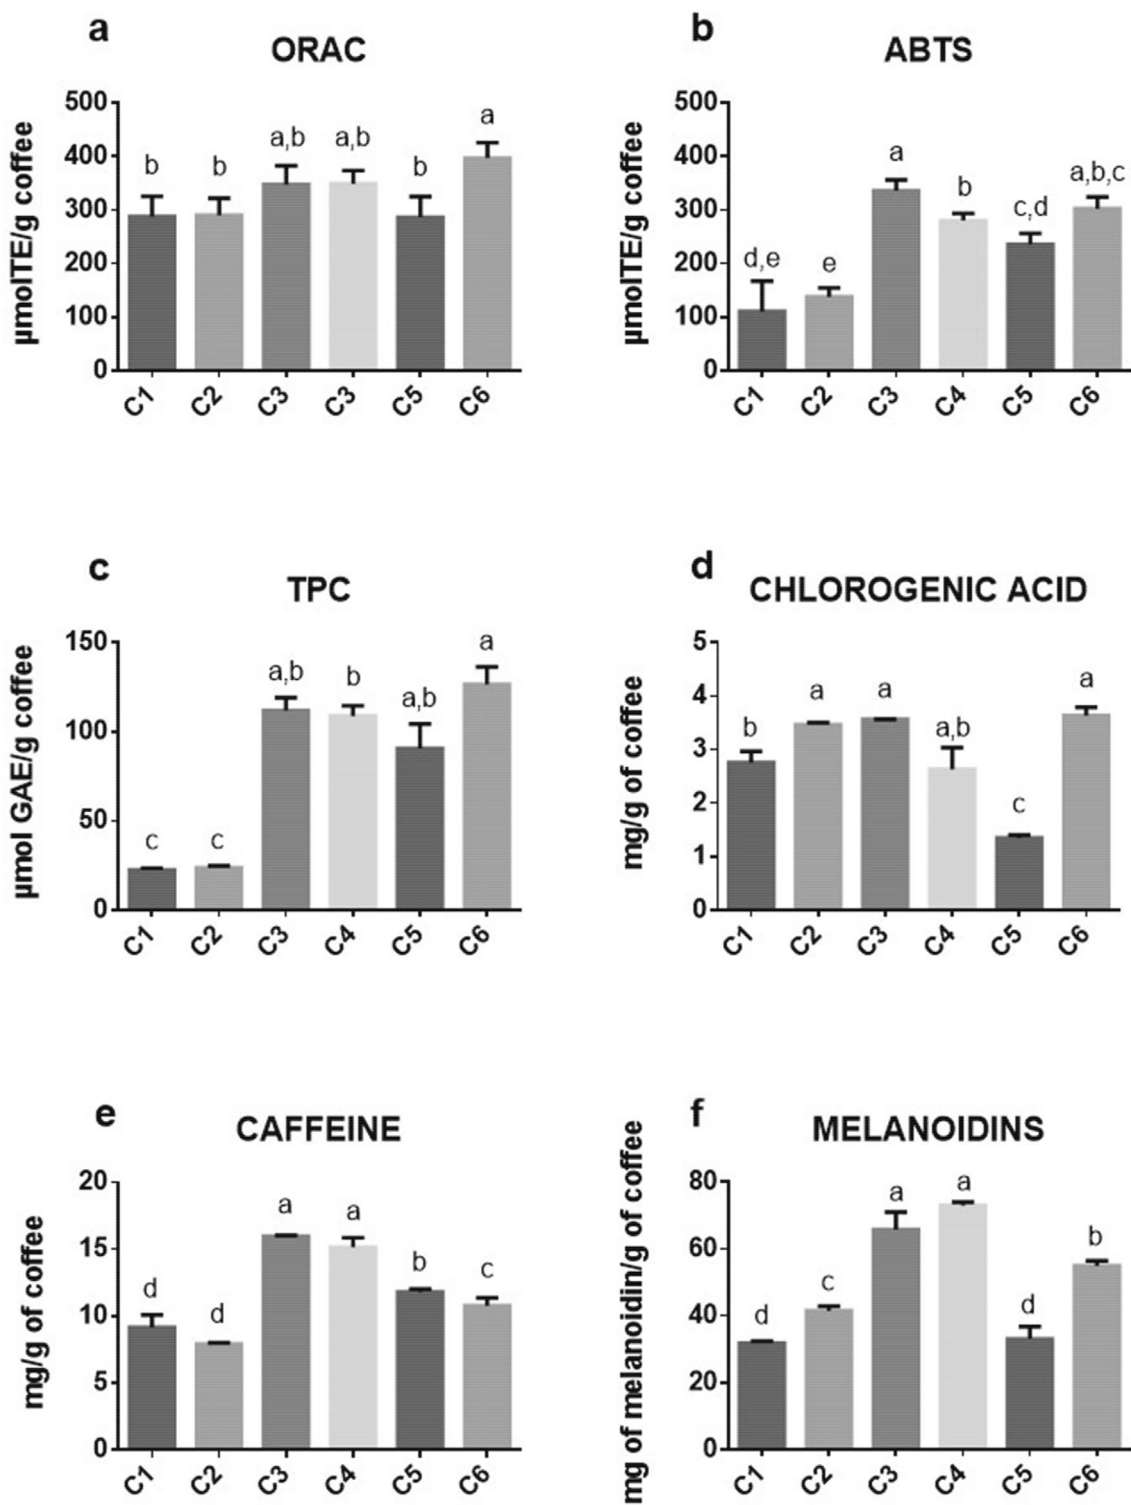 a
ORAC
µmolTE/g coffee
500
400
300
200
100
0
b b a,b a,b b a
C1 C2 C3 C3 C5 C6
b
ABTS
µmolTE/g coffee
500
400
300
200
100
0
d,e e a b c,d a,b,c
C1 C2 C3 C4 C5 C6
c
TPC
µmol GAE/g coffee
150
100
50
0
c c a,b b a,b a
C1 C2 C3 C4 C5 C6
d
CHLOROGENIC ACID
mg/g of coffee
5
4
3
2
1
0
b a a a,b c a
C1 C2 C3 C4 C5 C6
e
CAFFEINE
mg/g of coffee
20
15
10
5
0
d d a a b c
C1 C2 C3 C4 C5 C6
f
MELANOIDINS
mg of melanoidin/g of coffee
80
60
40
20
0
d c a a d b
C1 C2 C3 C4 C5 C6